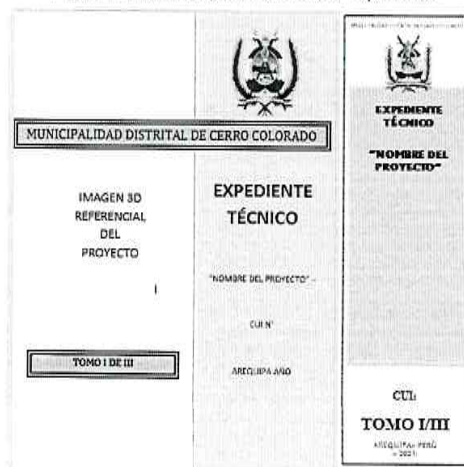 MUNICIPALIDAD DISTRITAL DE CERRO COLORADO
IMAGEN 3D
REFERENCIAL
DEL
PROYECTO
I
TOMO I DE III
EXPEDIENTE
TÉCNICO
"NOMBRE DEL PROYECTO" –
CUI N°
AREQUIPA AÑO
EXPEDIENTE
TÉCNICO
"NOMBRE DEL
PROYECTO"
CUI:
TOMO I/III
AREQUIPA - PERÚ
- 2021